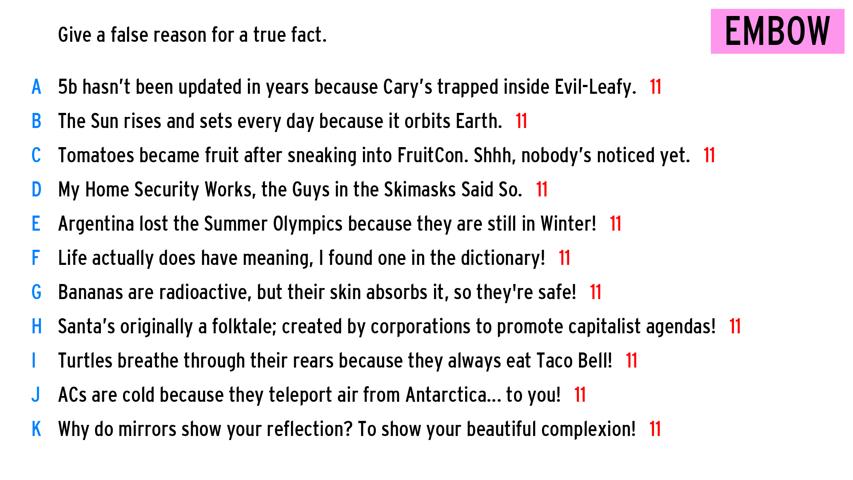 Give a false reason for a true fact.
EMBOW
A 5b hasn't been updated in years because Cary's trapped inside Evil-Leafy. 11
B The Sun rises and sets every day because it orbits Earth. 11
C Tomatoes became fruit after sneaking into FruitCon. Shhh, nobody's noticed yet. 11
D My Home Security Works, the Guys in the Skimasks Said So. 11
E Argentina lost the Summer Olympics because they are still in Winter! 11
F Life actually does have meaning, I found one in the dictionary! 11
G Bananas are radioactive, but their skin absorbs it, so they're safe! 11
H Santa's originally a folktale; created by corporations to promote capitalist agendas! 11
I Turtles breathe through their rears because they always eat Taco Bell! 11
J ACs are cold because they teleport air from Antarctica... to you! 11
K Why do mirrors show your reflection? To show your beautiful complexion! 11